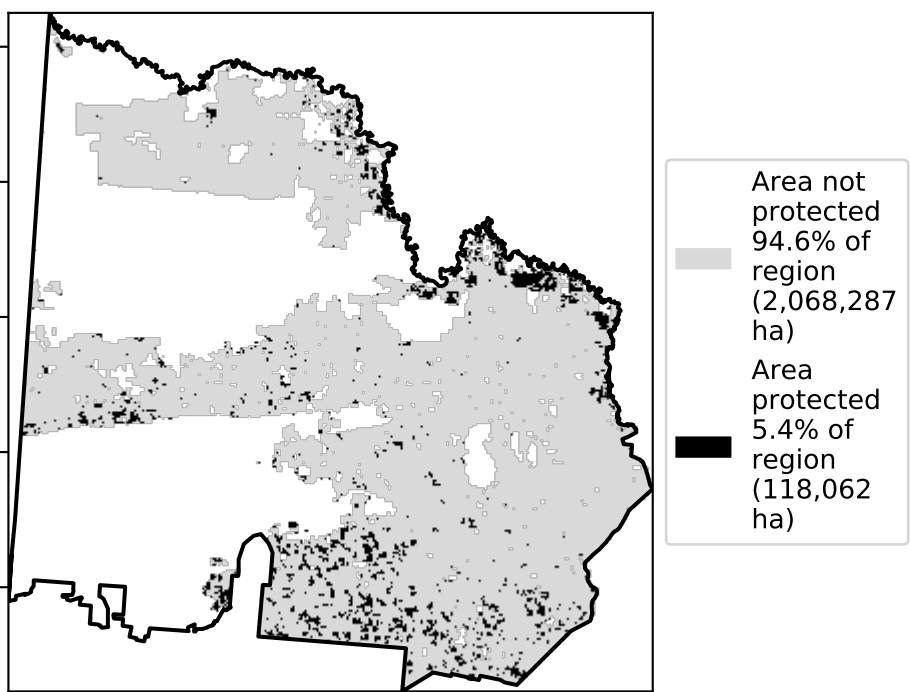 Area not
protected
94.6% of
region
(2,068,287
ha)
Area
protected
5.4% of
region
(118,062
ha)